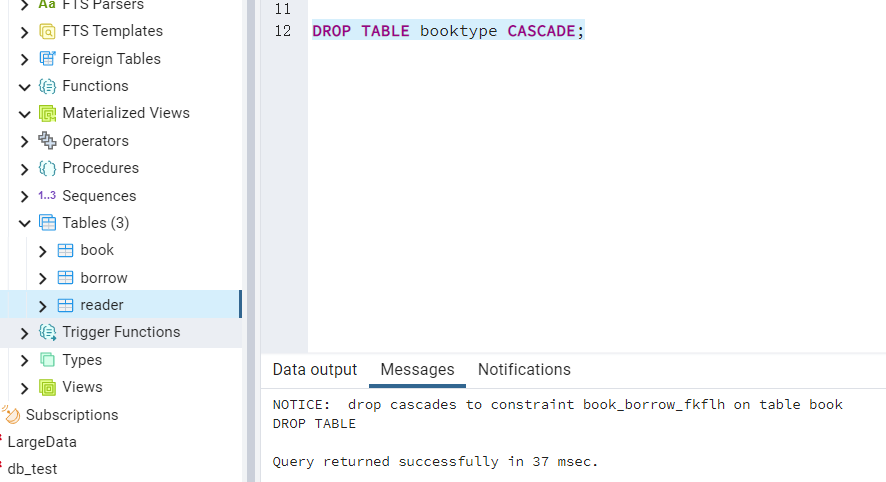 FTS Parsers
FTS Templates
Foreign Tables
Functions
Materialized Views
Operators
Procedures
1..3 Sequences
Tables (3)
book
borrow
reader
Trigger Functions
Types
Views
Subscriptions
LargeData
db_test
11
12 DROP TABLE booktype CASCADE;
Data output Messages Notifications
NOTICE:  drop cascades to constraint book_borrow_fkflh on table book
DROP TABLE
Query returned successfully in 37 msec.